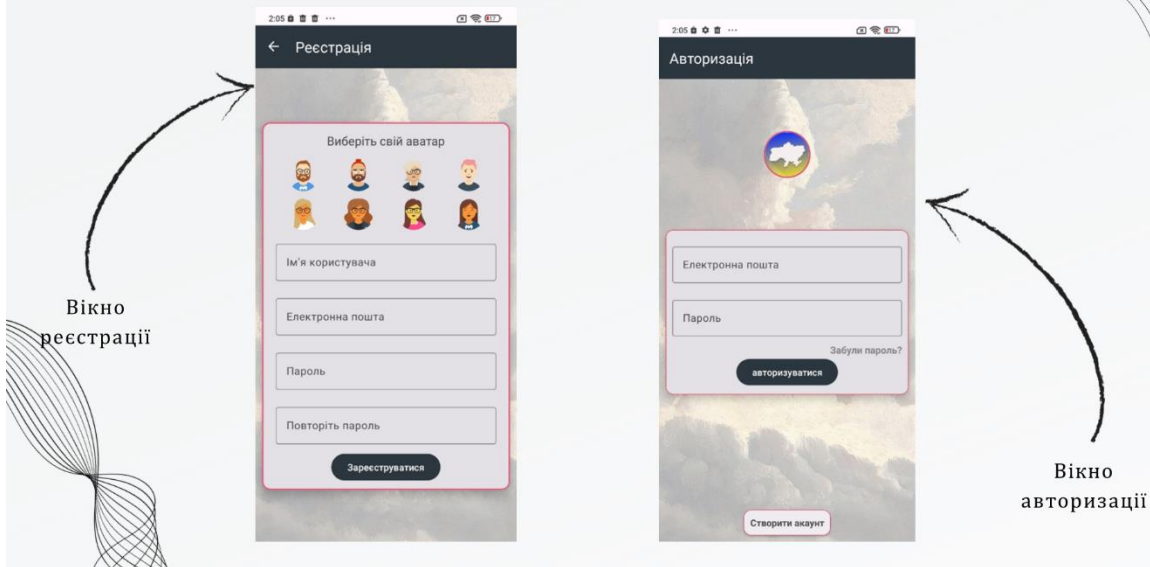 2:05
Реєстрація
Виберіть свій аватар
Ім'я користувача
Електронна пошта
Пароль
Повторіть пароль
Зареєструватися
Вікно
реєстрації
2:05
Авторизація
Електронна пошта
Пароль
Забули пароль?
авторизуватися
Створити акаунт
Вікно
авторизації